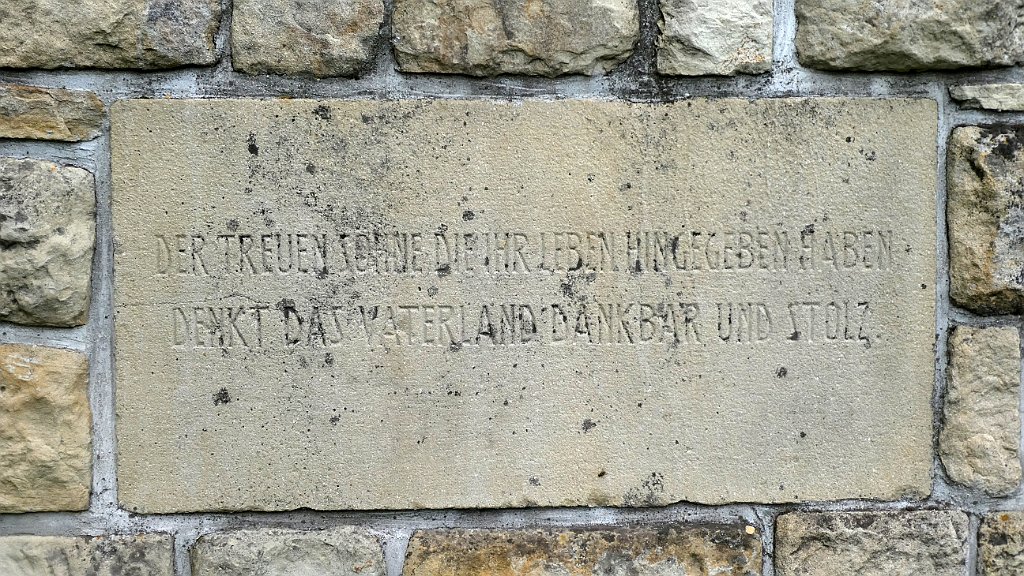 DER TREUEN SÖHNE DIE IHR LEBEN HINGEGEBEN HABEN
DENKT DAS VATERLAND DANKBAR UND STOLZ.